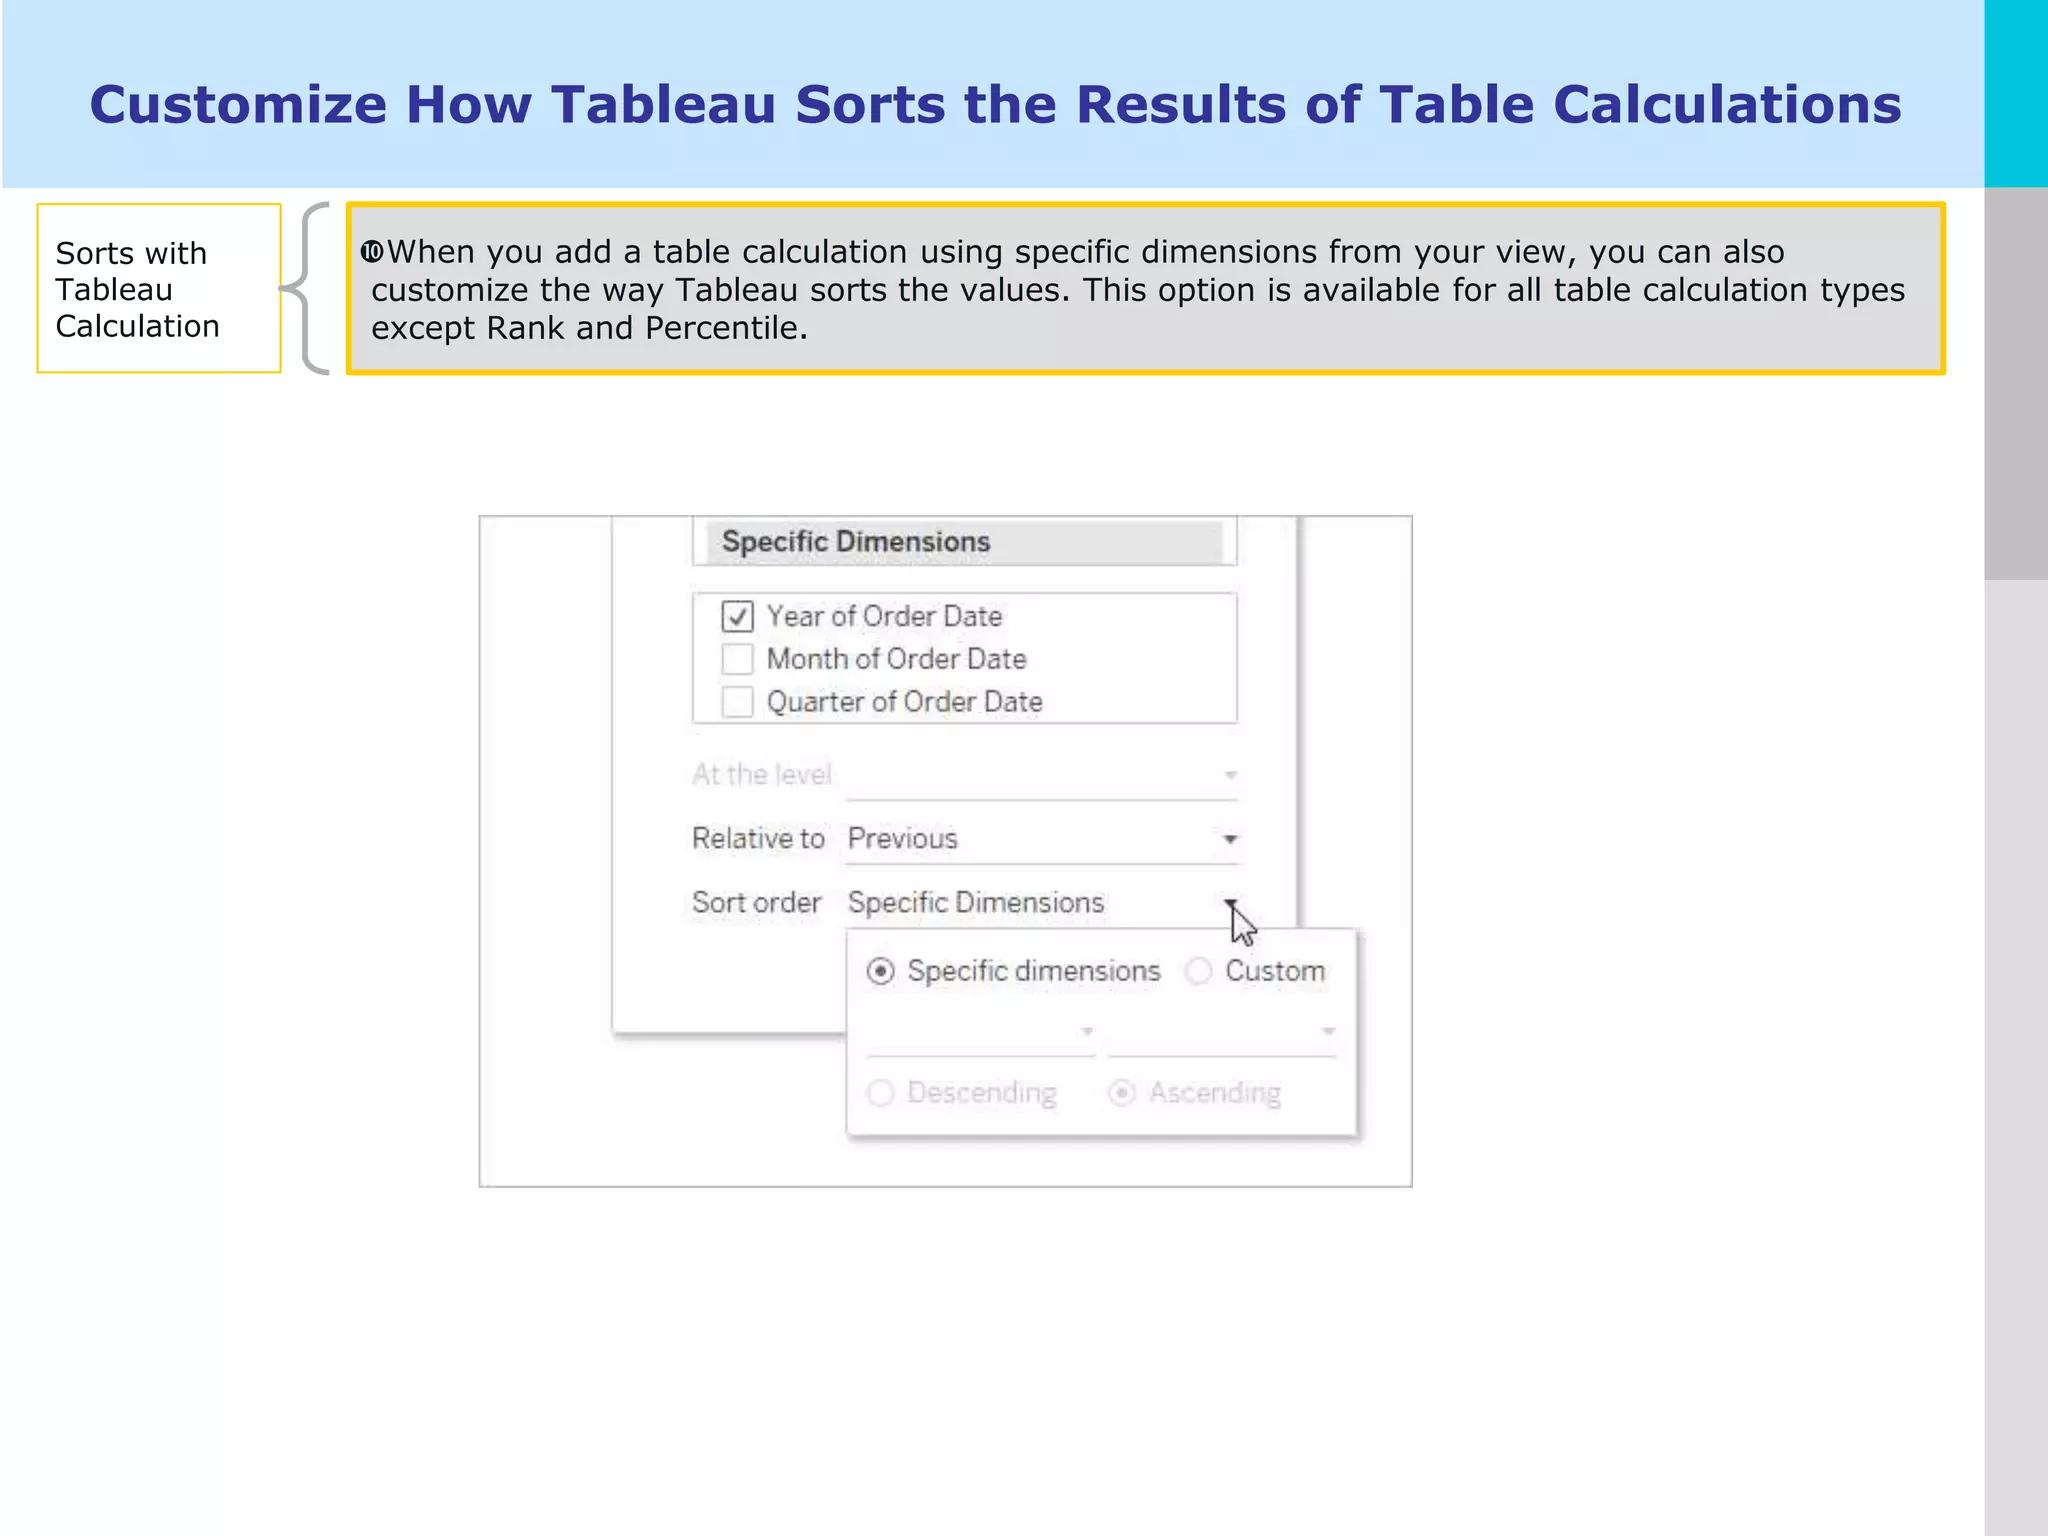 Customize How Tableau Sorts the Results of Table Calculations
Sorts with
Tableau
Calculation
❿When you add a table calculation using specific dimensions from your view, you can also
customize the way Tableau sorts the values. This option is available for all table calculation types
except Rank and Percentile.
Specific Dimensions
Year of Order Date
Month of Order Date
Quarter of Order Date
At the level
Relative to Previous
Sort order Specific Dimensions
Specific dimensions Custom
Descending Ascending